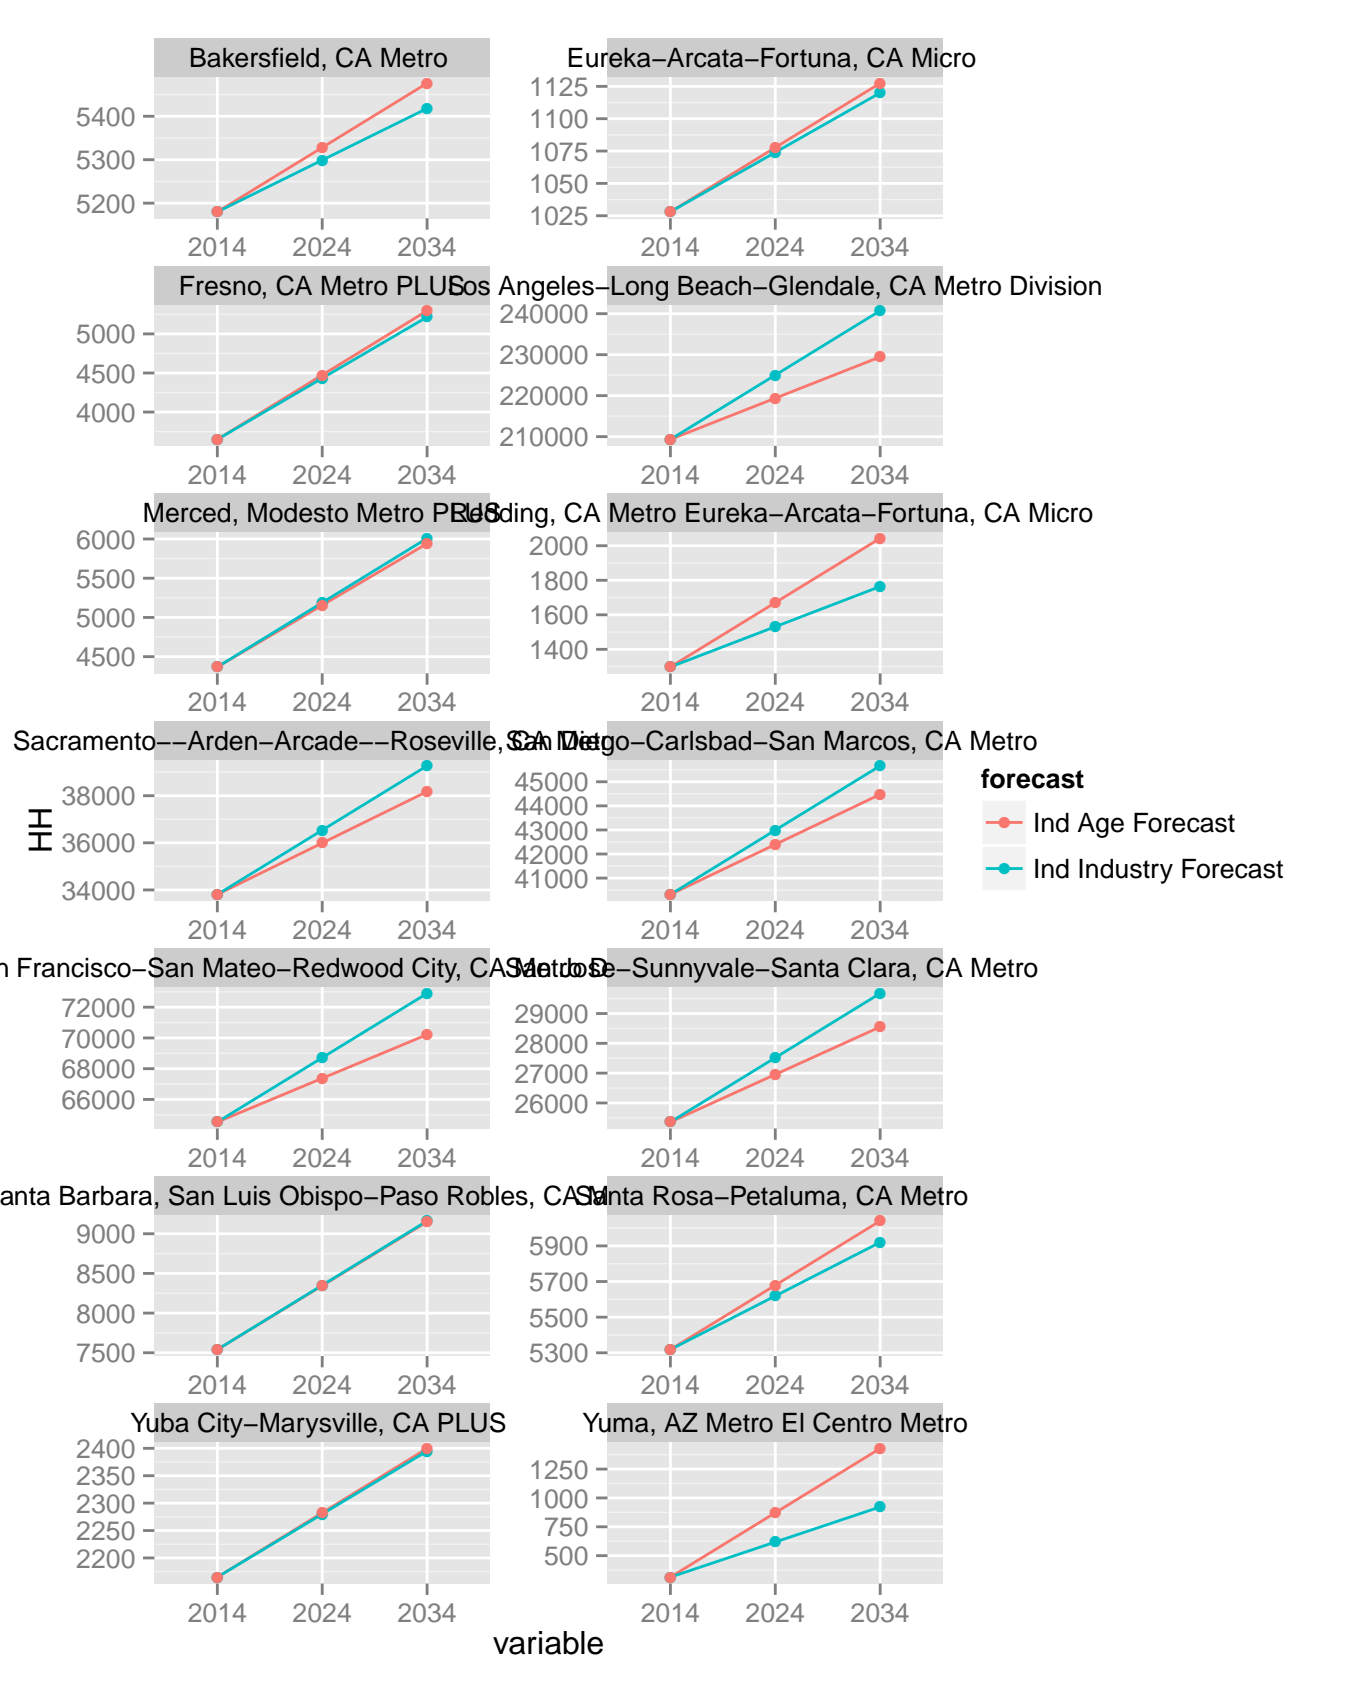 Bakersfield, CA Metro
Eureka−Arcata−Fortuna, CA Micro
5400
5300
5200
1125
1100
1075
1050
1025
2014 2024 2034
2014 2024 2034
Fresno, CA Metro PLUS
Los Angeles−Long Beach−Glendale, CA Metro Division
5000
4500
4000
240000
230000
220000
210000
2014 2024 2034
2014 2024 2034
Merced, Modesto Metro PLUS
Redding, CA Metro Eureka−Arcata−Fortuna, CA Micro
6000
5500
5000
4500
2000
1800
1600
1400
2014 2024 2034
2014 2024 2034
Sacramento−−Arden−Arcade−−Roseville, CA Metro
San Diego−Carlsbad−San Marcos, CA Metro
38000
36000
34000
45000
44000
43000
42000
41000
2014 2024 2034
2014 2024 2034
HH
forecast
Ind Age Forecast
Ind Industry Forecast
Francisco−San Mateo−Redwood City, CA Metro D
San Jose−Sunnyvale−Santa Clara, CA Metro
72000
70000
68000
66000
29000
28000
27000
26000
2014 2024 2034
2014 2024 2034
anta Barbara, San Luis Obispo−Paso Robles, CA M
Santa Rosa−Petaluma, CA Metro
9000
8500
8000
7500
5900
5700
5500
5300
2014 2024 2034
2014 2024 2034
Yuba City−Marysville, CA PLUS
Yuma, AZ Metro El Centro Metro
2400
2350
2300
2250
2200
1250
1000
750
500
2014 2024 2034
2014 2024 2034
variable